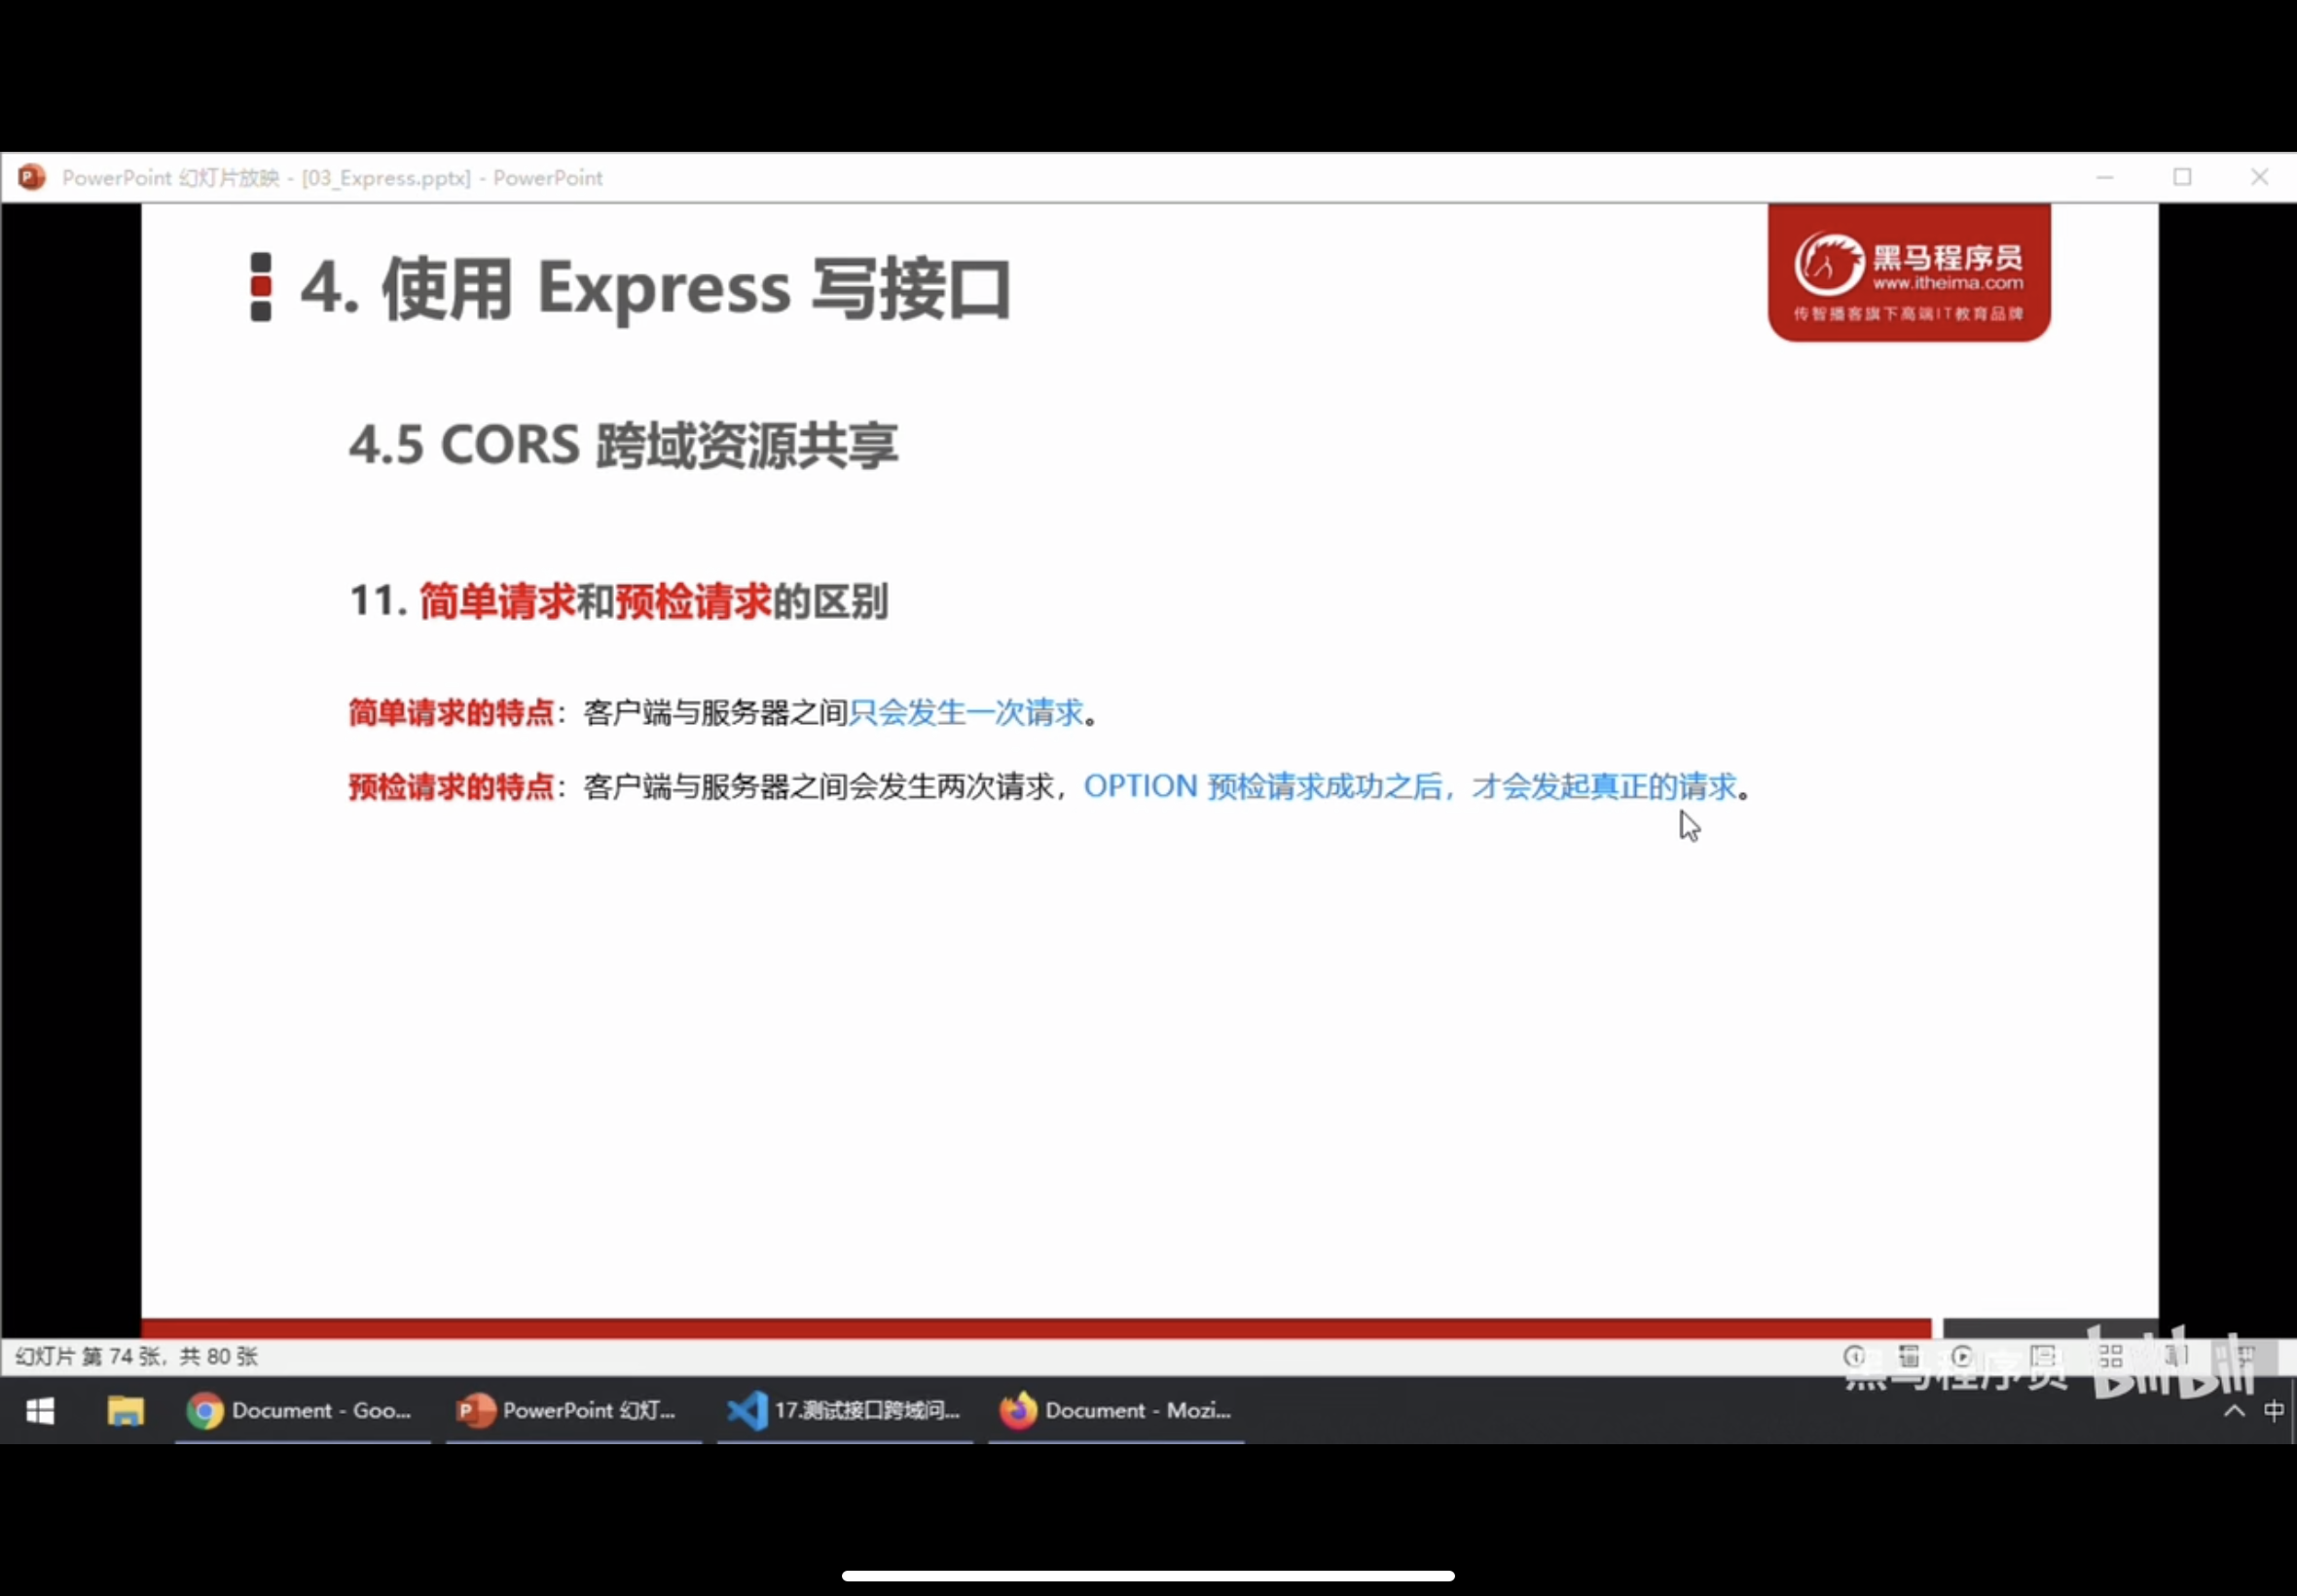 PowerPoint 幻灯片放映 - [03_Express.pptx] - PowerPoint
4. 使用 Express 写接口
黑马程序员
www.itheima.com
传智播客旗下高端IT教育品牌
4.5 CORS 跨域资源共享
11. 简单请求和预检请求的区别
简单请求的特点：客户端与服务器之间只会发生一次请求。
预检请求的特点：客户端与服务器之间会发生两次请求，OPTION 预检请求成功之后，才会发起真正的请求。
幻灯片 第 74 张，共 80 张
黑马程序员 bilibili
Document - Goo...
PowerPoint 幻灯...
17.测试接口跨域问...
Document - Mozi...
中